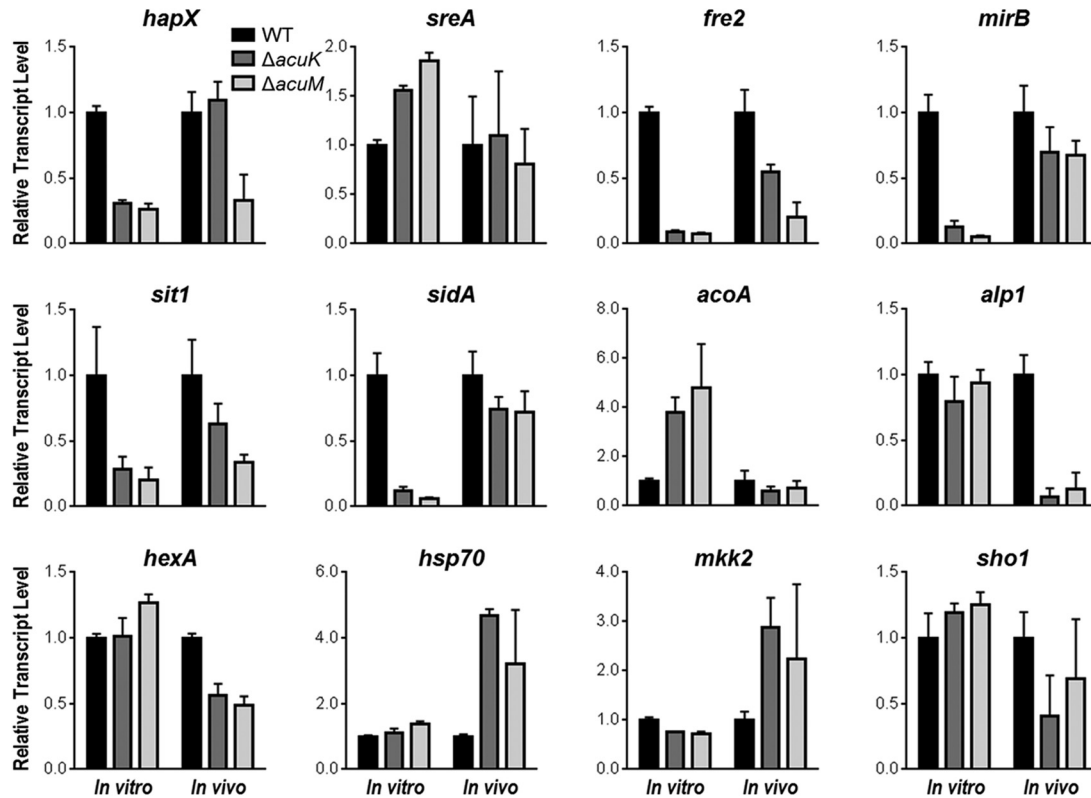 hapX
sreA
fre2
mirB
WT
ΔacuK
ΔacuM
Relative Transcript Level
1.5
1.0
0.5
0.0
2.0
1.5
1.0
0.5
0.0
1.5
1.0
0.5
0.0
1.5
1.0
0.5
0.0
sit1
sidA
acoA
alp1
Relative Transcript Level
1.5
1.0
0.5
0.0
1.5
1.0
0.5
0.0
8.0
6.0
4.0
2.0
0.0
1.5
1.0
0.5
0.0
hexA
hsp70
mkk2
sho1
Relative Transcript Level
1.5
1.0
0.5
0.0
6.0
4.0
2.0
0.0
4.0
3.0
2.0
1.0
0.0
1.5
1.0
0.5
0.0
In vitro In vivo
In vitro In vivo
In vitro In vivo
In vitro In vivo